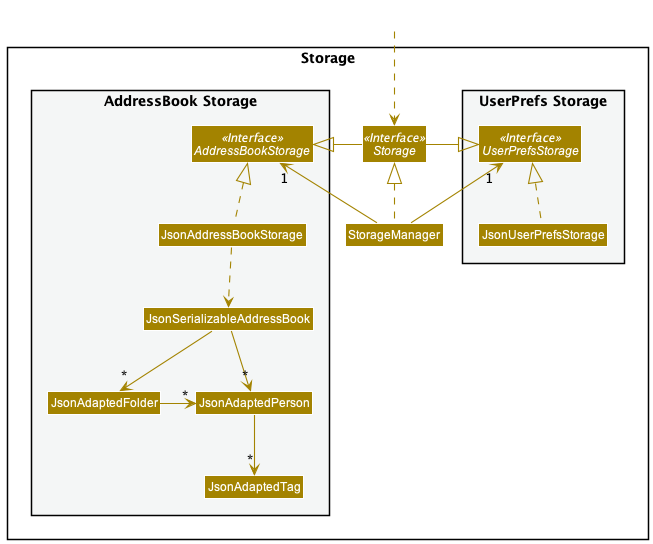 Storage
AddressBook Storage
UserPrefs Storage
«Interface»
AddressBookStorage
«Interface»
Storage
«Interface»
UserPrefsStorage
1
1
JsonAddressBookStorage
StorageManager
JsonUserPrefsStorage
JsonSerializableAddressBook
*
*
JsonAdaptedFolder
*
JsonAdaptedPerson
*
JsonAdaptedTag